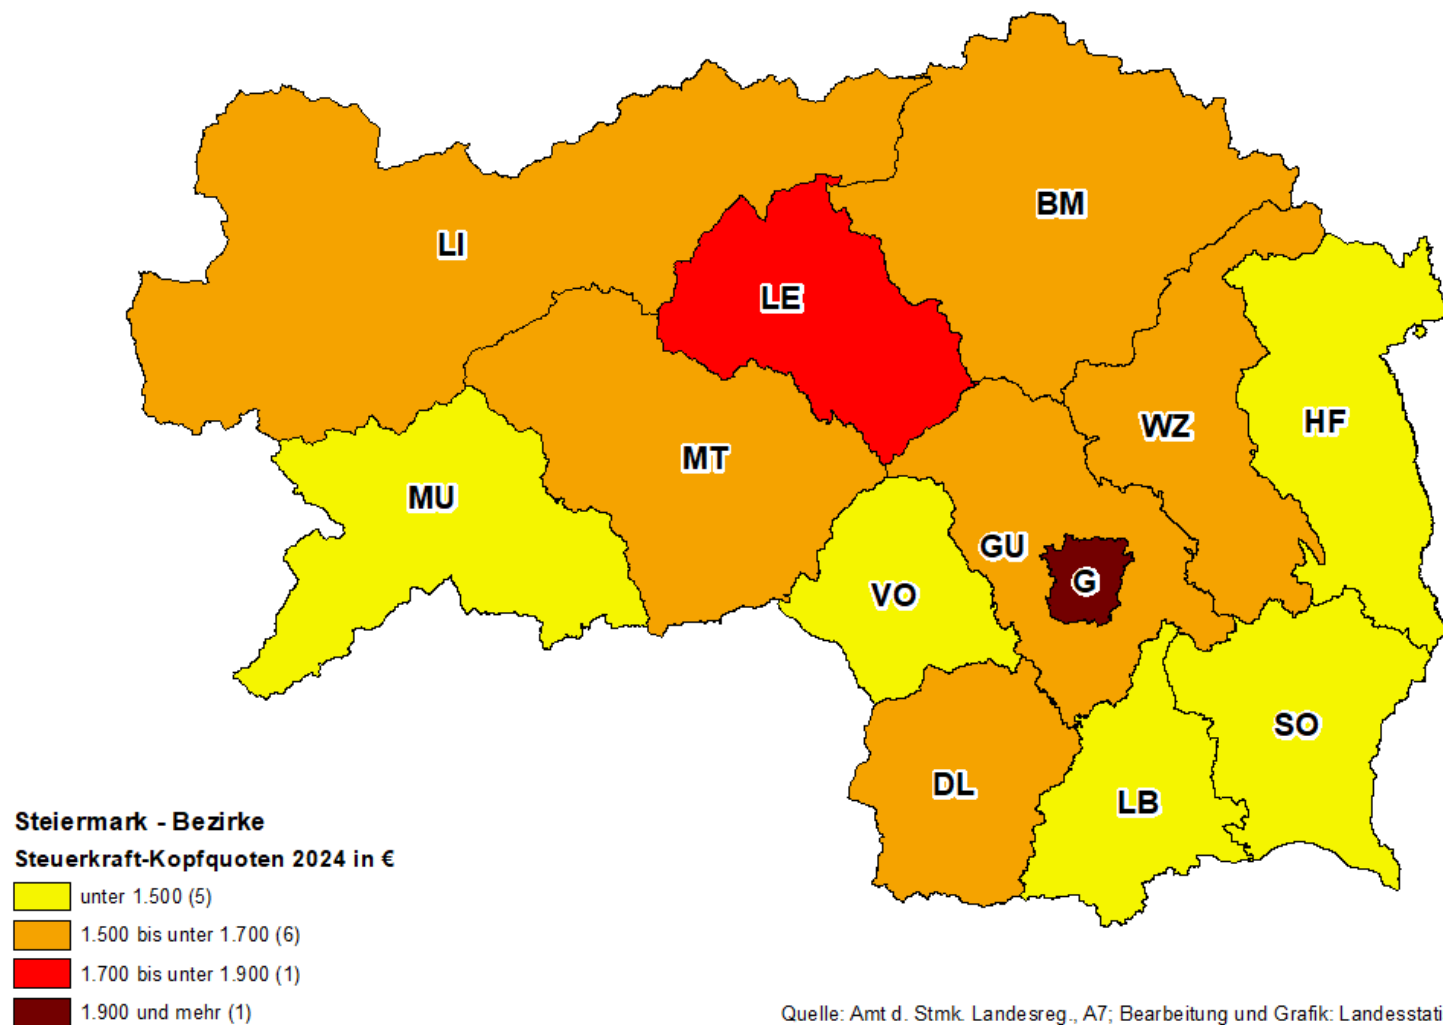 BM
LI
LE
HF
WZ
MT
MU
GU
G
VO
SO
DL
LB
Steiermark - Bezirke
Steuerkraft-Kopfquoten 2024 in €
unter 1.500 (5)
1.500 bis unter 1.700 (6)
1.700 bis unter 1.900 (1)
1.900 und mehr (1)
Quelle: Amt d. Stmk. Landesreg., A7; Bearbeitung und Grafik: Landesstati